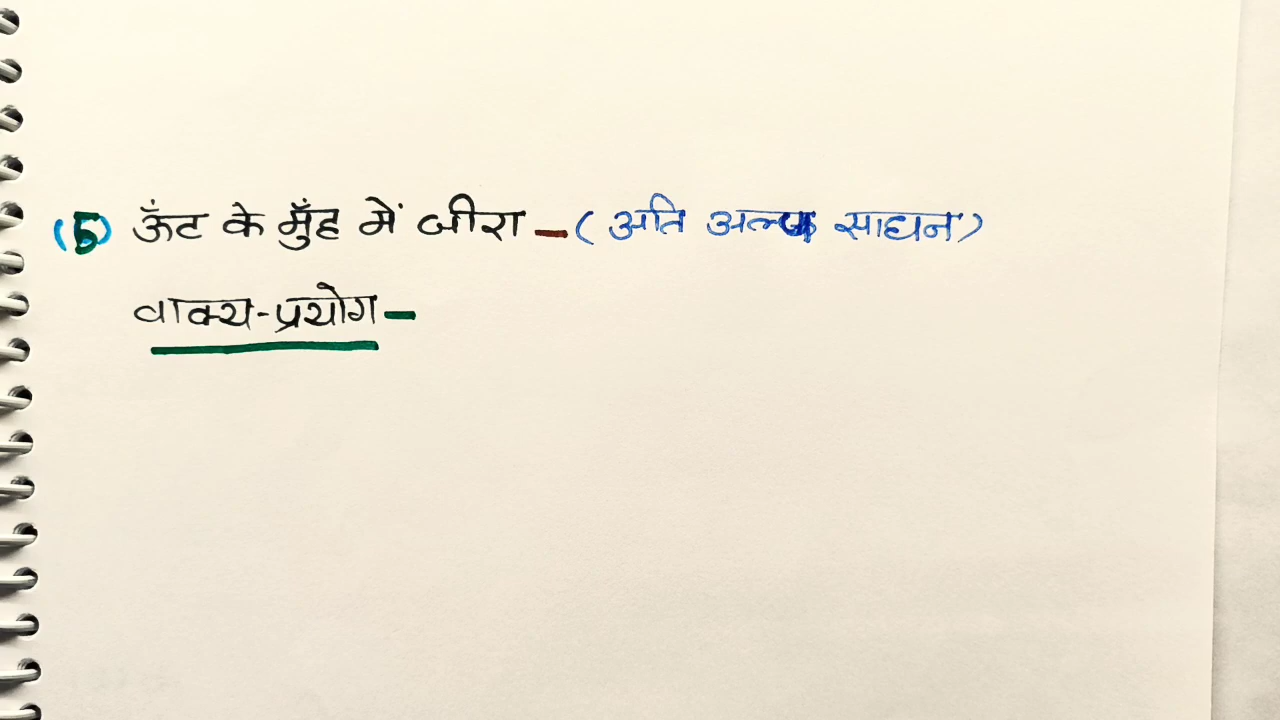 (5) ऊँट के मुँह में जीरा - (अति अल्प साधन)
वाक्य-प्रयोग-